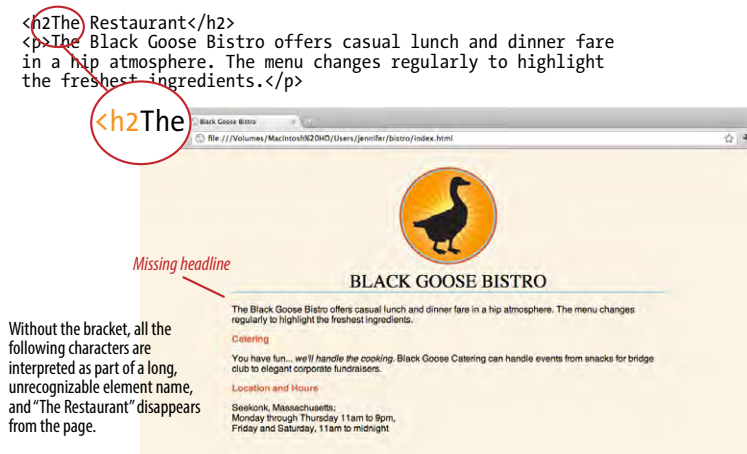 <h2The Restaurant</h2>
<p>The Black Goose Bistro offers casual lunch and dinner fare
in a hip atmosphere. The menu changes regularly to highlight
the freshest ingredients.</p>
<h2The
Black Goose Bistro
file:///Volumes/Macintosh%20HD/Users/jennifer/bistro/index.html
Missing headline
BLACK GOOSE BISTRO
The Black Goose Bistro offers casual lunch and dinner fare in a hip atmosphere. The menu changes
regularly to highlight the freshest ingredients.
Catering
You have fun... we'll handle the cooking. Black Goose Catering can handle events from snacks for bridge
club to elegant corporate fundraisers.
Location and Hours
Seekonk, Massachusetts;
Monday through Thursday 11am to 9pm,
Friday and Saturday, 11am to midnight
Without the bracket, all the
following characters are
interpreted as part of a long,
unrecognizable element name,
and “The Restaurant” disappears
from the page.